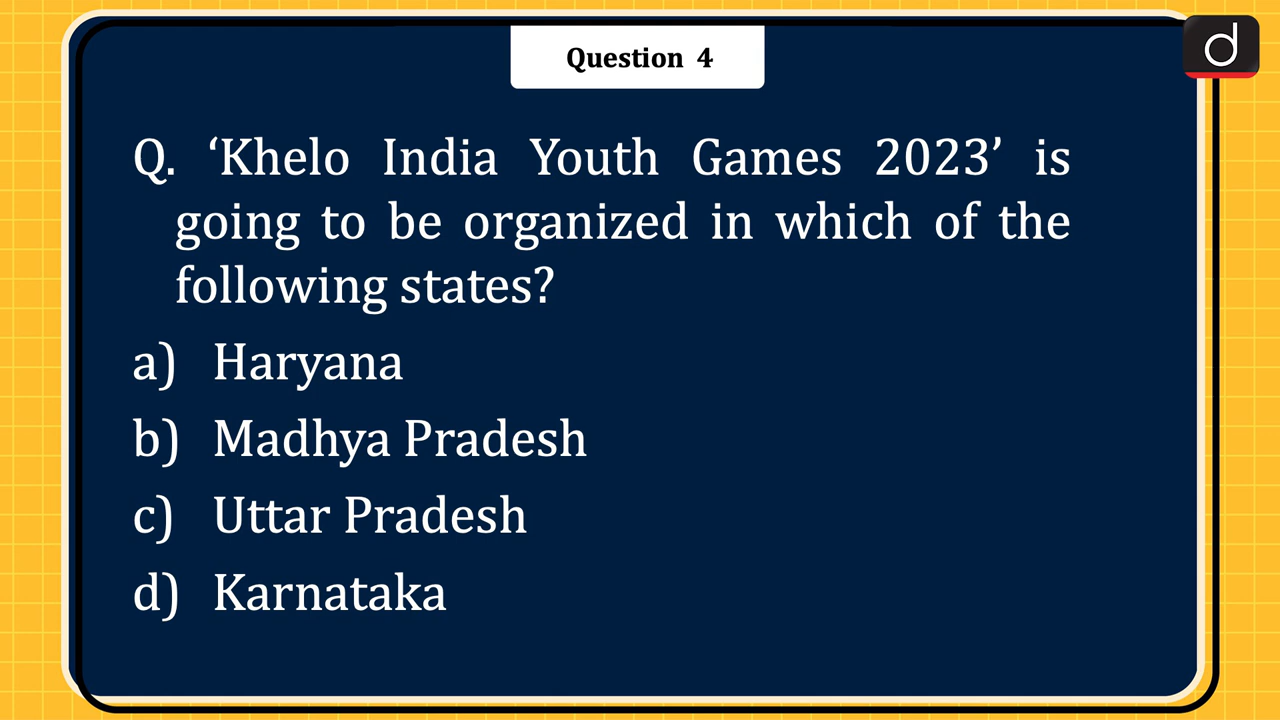 Question 4
d
Q. ‘Khelo India Youth Games 2023’ is
going to be organized in which of the
following states?
a) Haryana
b) Madhya Pradesh
c) Uttar Pradesh
d) Karnataka